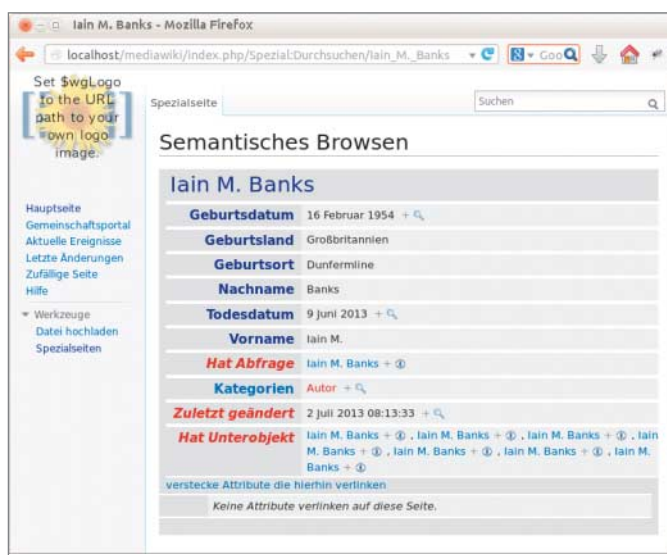 Iain M. Banks - Mozilla Firefox
localhost/mediawiki/index.php/Spezial:Durchsuchen/Iain_M._Banks
Goo
Set $wgLogo
to the URL
path to your
own logo
image.
Hauptseite
Gemeinschaftsportal
Aktuelle Ereignisse
Letzte Änderungen
Zufällige Seite
Hilfe
Werkzeuge
Datei hochladen
Spezialseiten
Spezialseite
Suchen
Semantisches Browsen
Iain M. Banks
Geburtsdatum 16 Februar 1954 +
Geburtsland Großbritannien
Geburtsort Dunfermline
Nachname Banks
Todesdatum 9 Juni 2013 +
Vorname Iain M.
Hat Abfrage Iain M. Banks +
Kategorien Autor +
Zuletzt geändert 2 Juli 2013 08:13:33 +
Hat Unterobjekt Iain M. Banks + , Iain M. Banks + , Iain M. Banks + , Iain
M. Banks + , Iain M. Banks + , Iain M. Banks + , Iain M.
Banks +
verstecke Attribute die hierhin verlinken
Keine Attribute verlinken auf diese Seite.